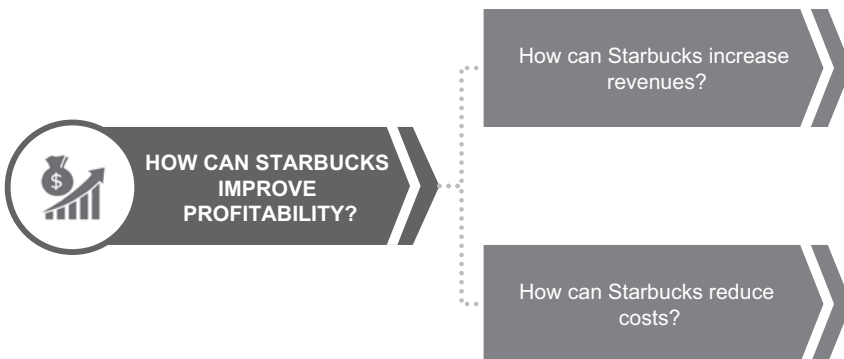 How can Starbucks increase
revenues?
$
HOW CAN STARBUCKS
IMPROVE
PROFITABILITY?
How can Starbucks reduce
costs?